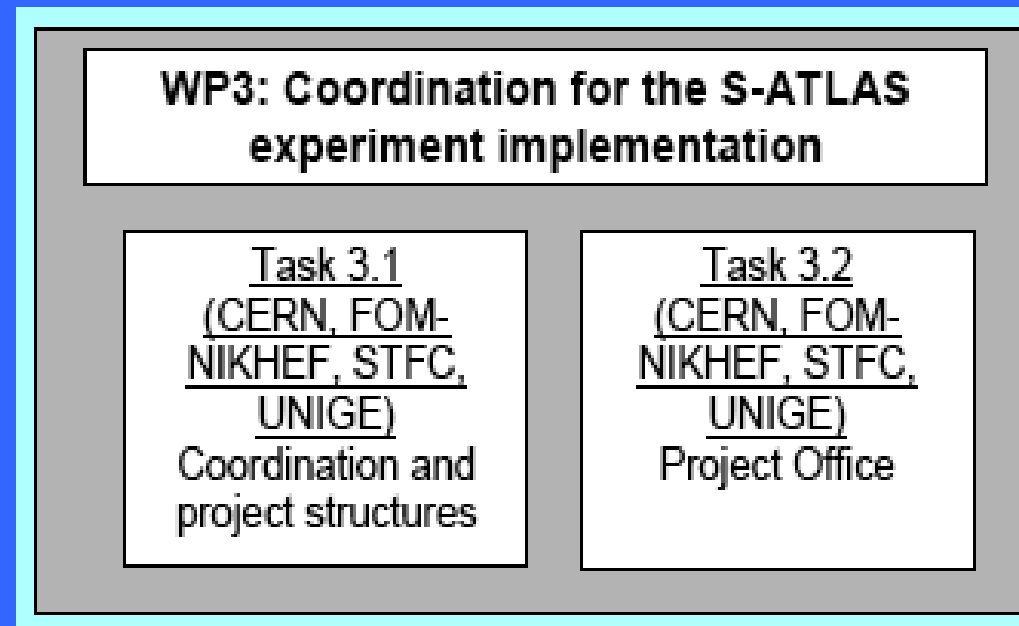 WP3: Coordination for the S-ATLAS
experiment implementation
Task 3.1
(CERN, FOM-
NIKHEF, STFC,
UNIGE)
Coordination and
project structures
Task 3.2
(CERN, FOM-
NIKHEF, STFC,
UNIGE)
Project Office